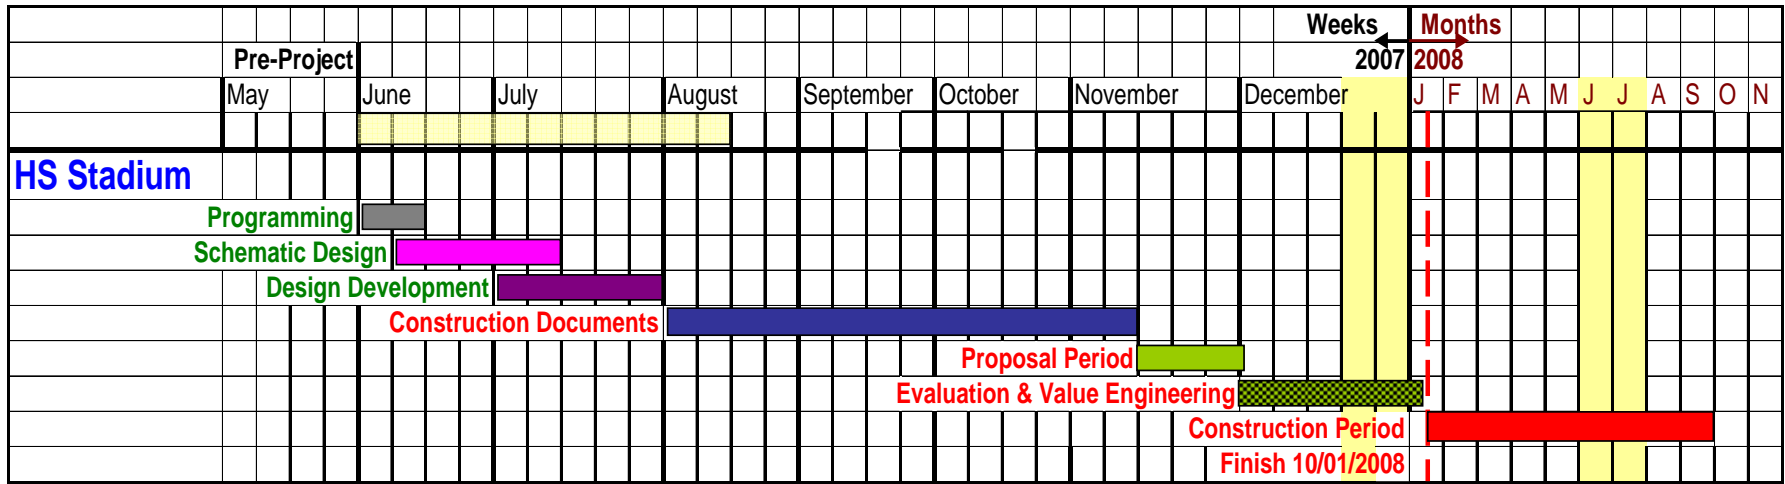 Weeks Months
Pre-Project 2007 2008
May June July August September October November December J F M A M J J A S O N
HS Stadium
Programming
Schematic Design
Design Development
Construction Documents
Proposal Period
Evaluation & Value Engineering
Construction Period
Finish 10/01/2008